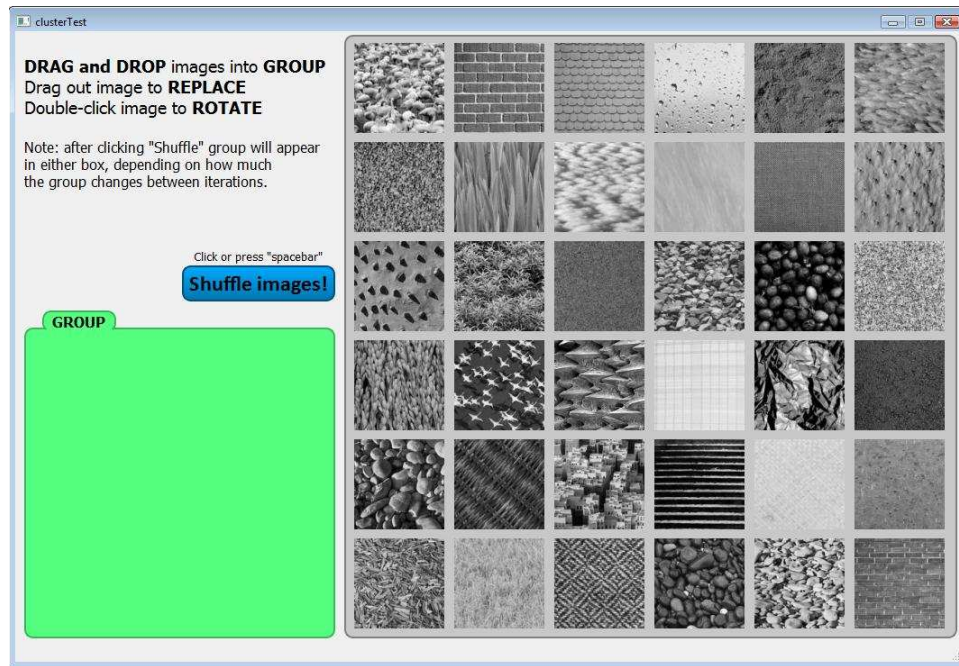 clusterTest
DRAG and DROP images into GROUP
Drag out image to REPLACE
Double-click image to ROTATE
Note: after clicking "Shuffle" group will appear
in either box, depending on how much
the group changes between iterations.
Click or press "spacebar"
Shuffle images!
GROUP